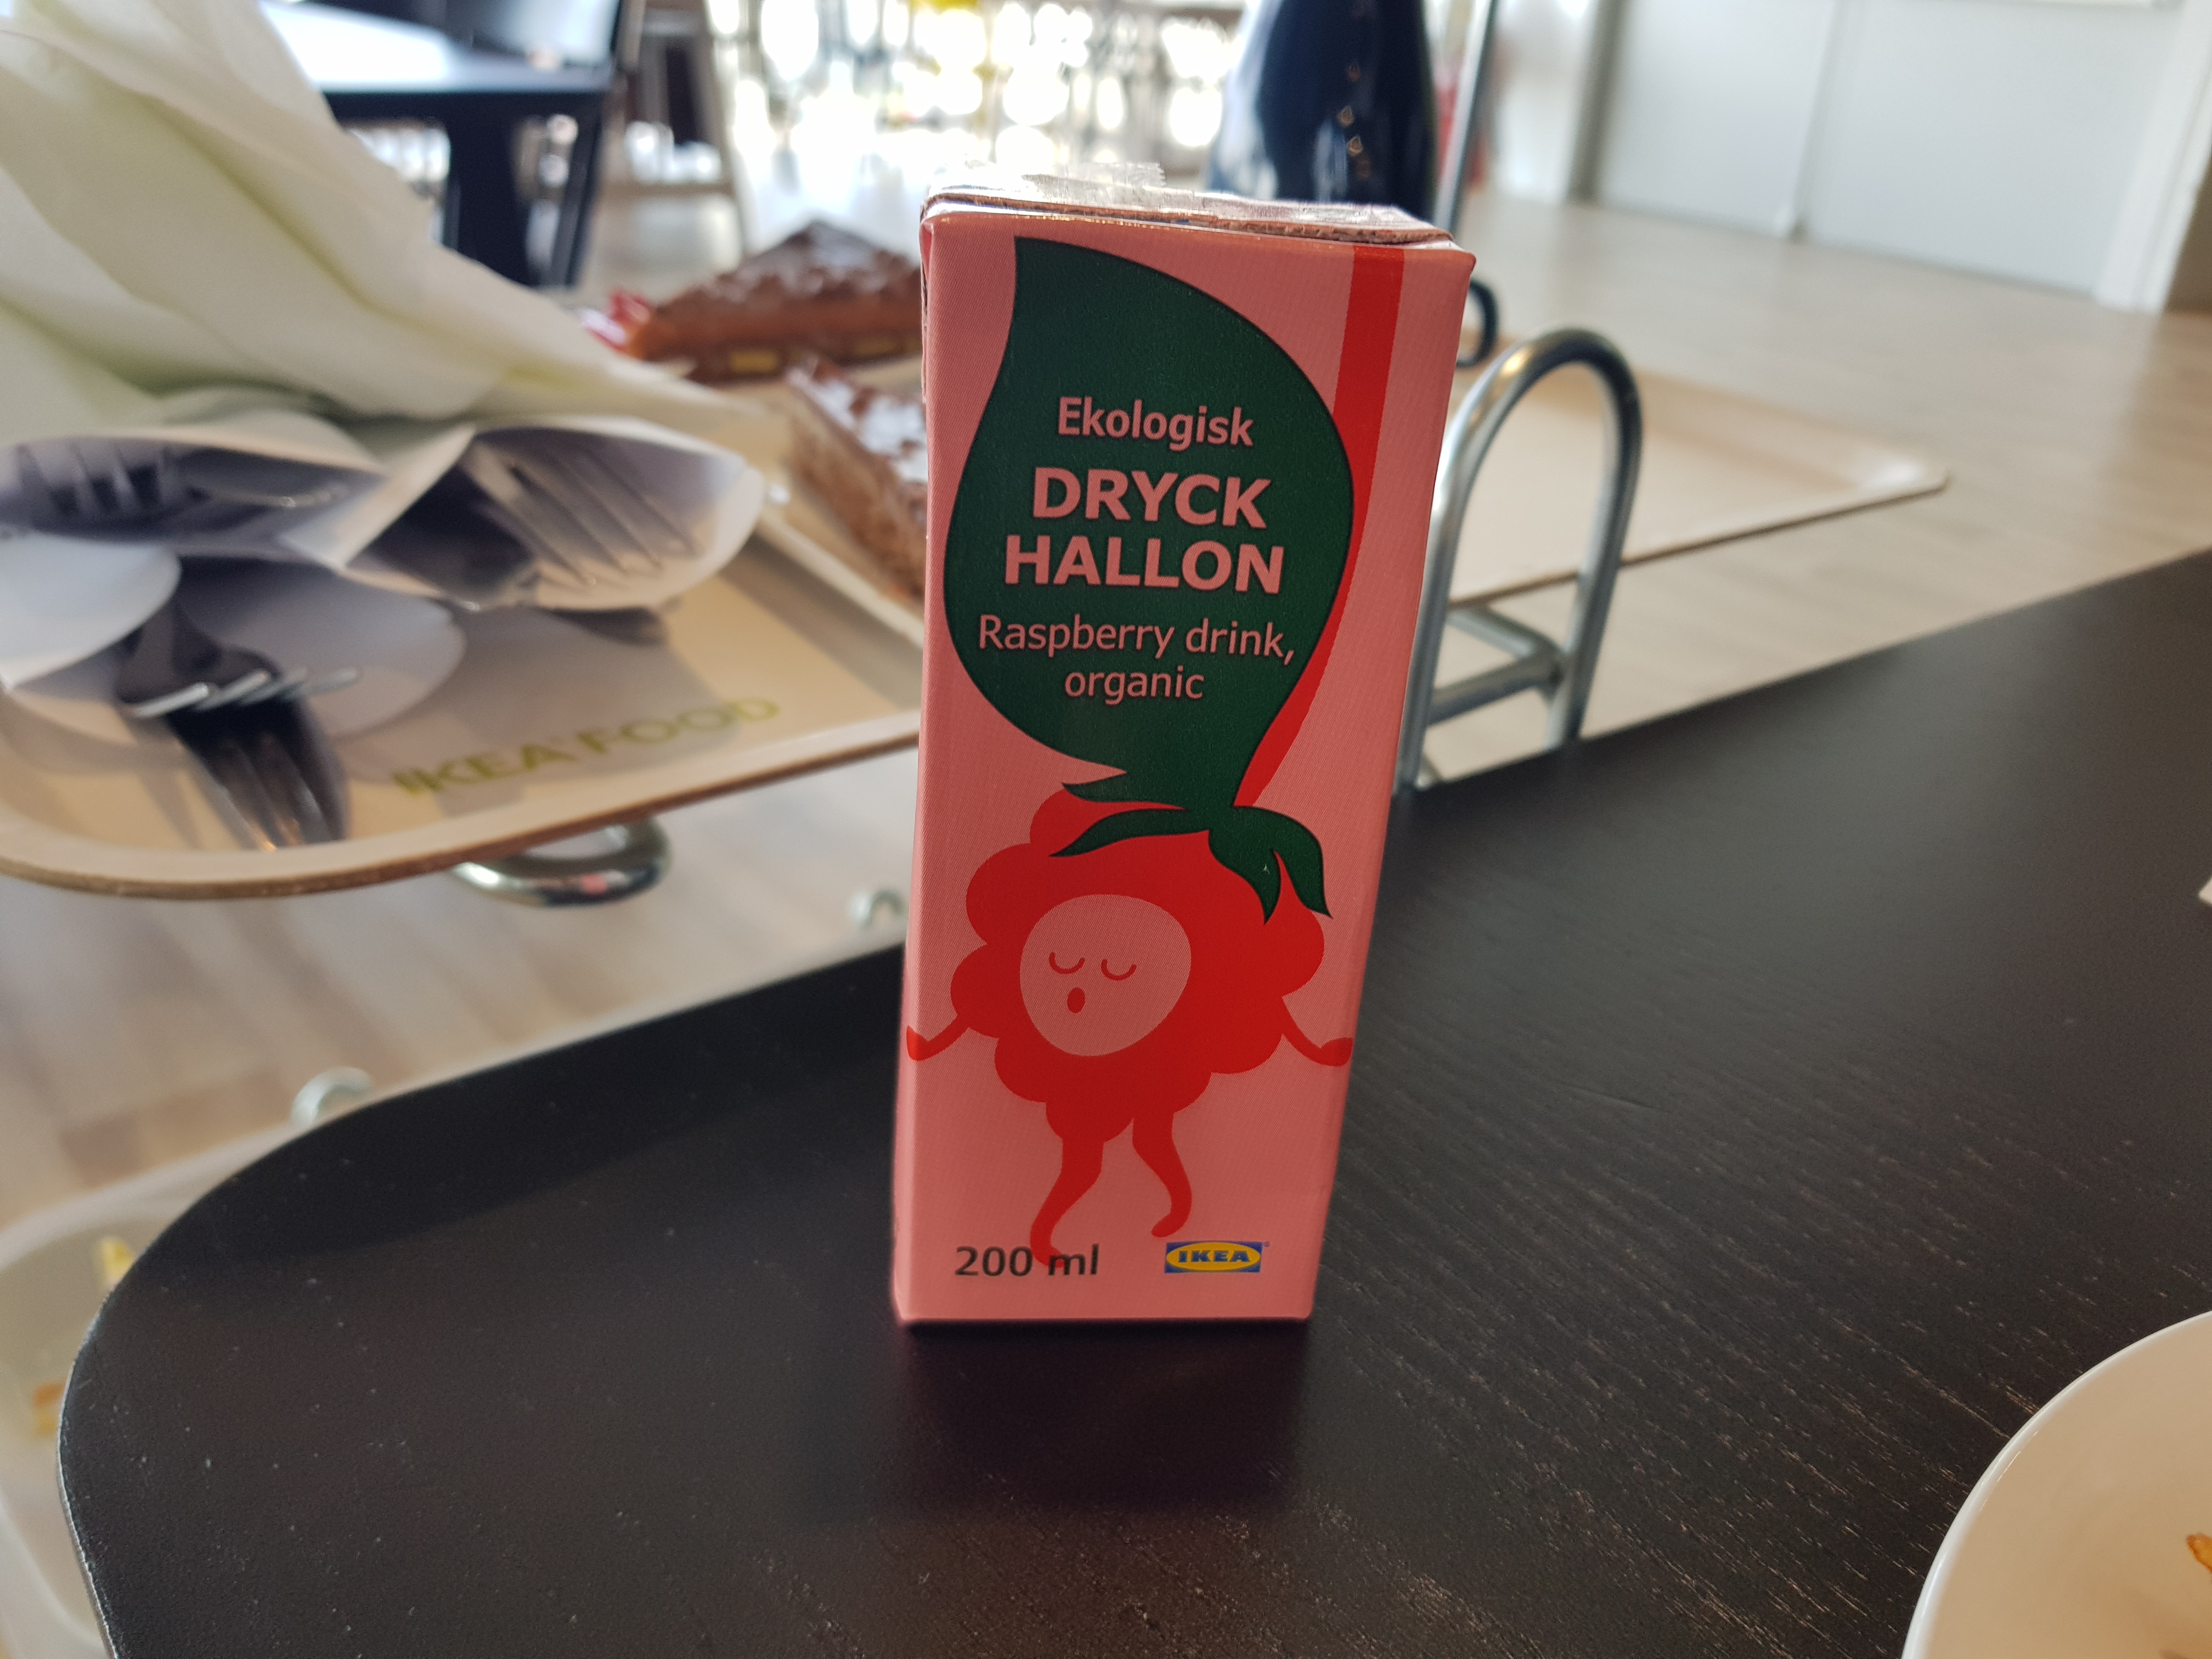 Ekologisk
DRYCK
HALLON
Raspberry drink,
organic
200 ml
IKEA
IKEA FOOD